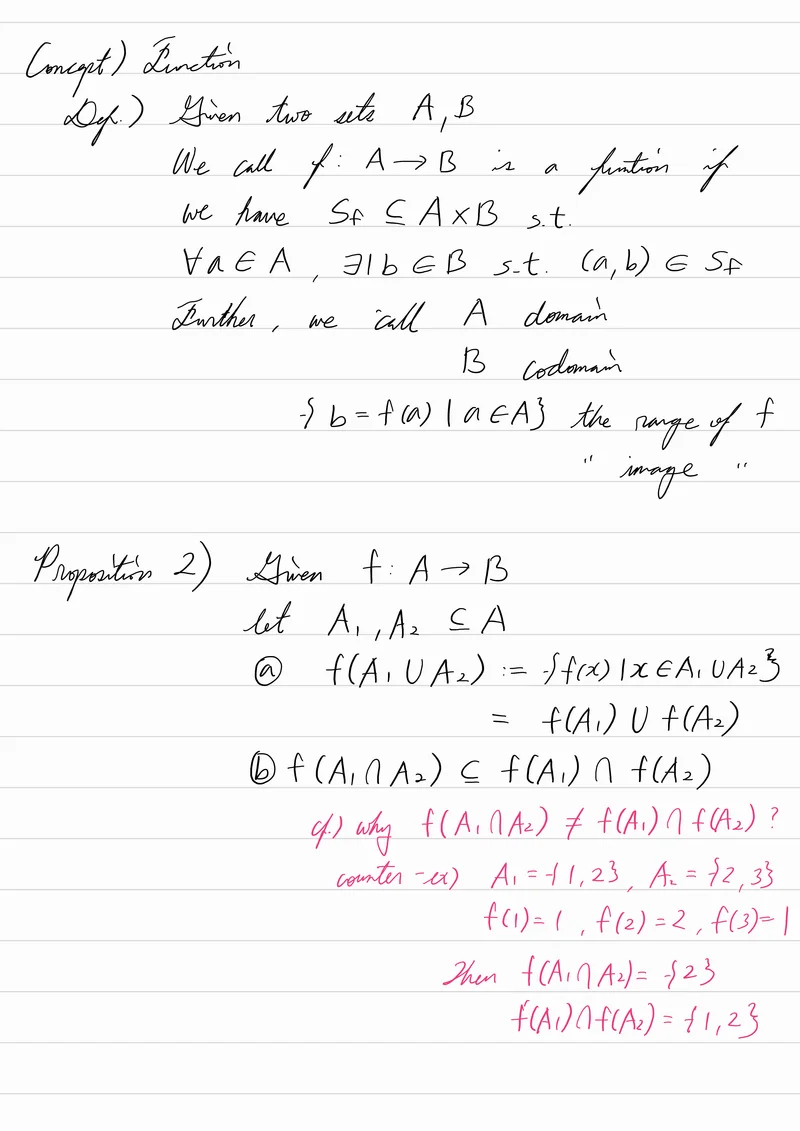 Concept) Function
Def.) Given two sets A, B
We call f: A → B is a funtion if
we have Sf ⊆ A×B s.t.
∀a ∈ A, ∃1 b ∈ B s.t. (a, b) ∈ Sf
Further, we call A domain
B codomain
{b = f(a) | a ∈ A} the range of f
" image "
Proposition 2) Given f: A → B
let A₁, A₂ ⊆ A
ⓐ f(A₁ ∪ A₂) := {f(x) | x ∈ A₁ ∪ A₂}
= f(A₁) ∪ f(A₂)
ⓑ f(A₁ ∩ A₂) ⊆ f(A₁) ∩ f(A₂)
cf.) why f(A₁ ∩ A₂) ≠ f(A₁) ∩ f(A₂) ?
counter-ex) A₁ = {1, 2}, A₂ = {2, 3}
f(1) = 1, f(2) = 2, f(3) = 1
Then f(A₁ ∩ A₂) = {2}
f(A₁) ∩ f(A₂) = {1, 2}